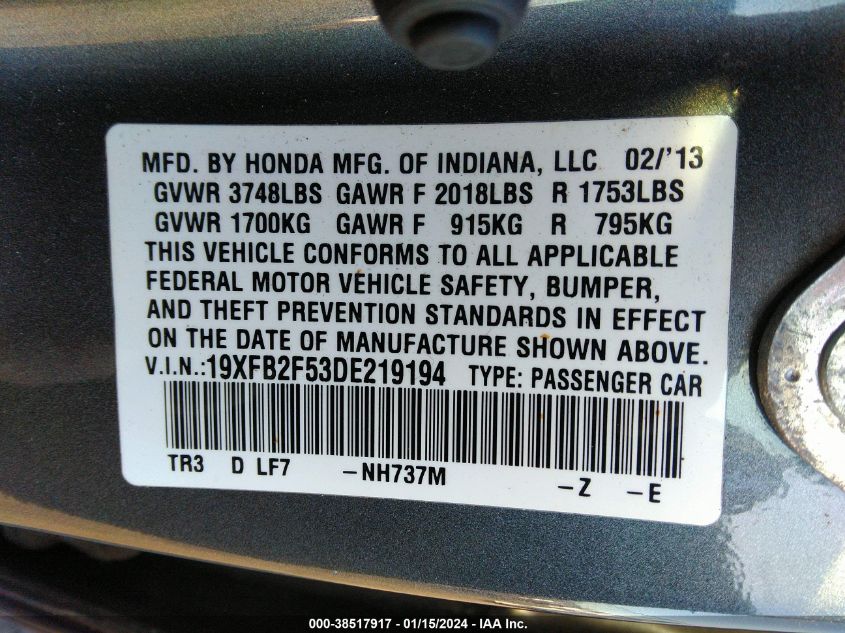 MFD. BY HONDA MFG. OF INDIANA, LLC 02/'13
GVWR 3748LBS GAWR F 2018LBS R 1753LBS
GVWR 1700KG GAWR F 915KG R 795KG
THIS VEHICLE CONFORMS TO ALL APPLICABLE
FEDERAL MOTOR VEHICLE SAFETY, BUMPER,
AND THEFT PREVENTION STANDARDS IN EFFECT
ON THE DATE OF MANUFACTURE SHOWN ABOVE.
V.I.N.:19XFB2F53DE219194 TYPE: PASSENGER CAR
TR3 D LF7 –NH737M –Z –E
000-38517917 - 01/15/2024 - IAA Inc.